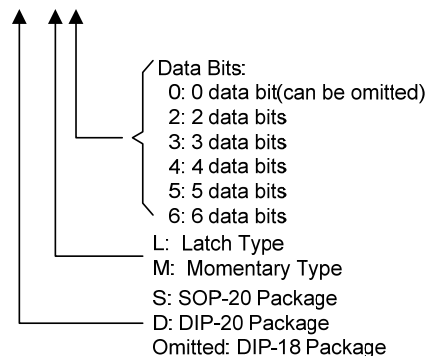 Data Bits:
0: 0 data bit(can be omitted)
2: 2 data bits
3: 3 data bits
4: 4 data bits
5: 5 data bits
6: 6 data bits
L: Latch Type
M: Momentary Type
S: SOP-20 Package
D: DIP-20 Package
Omitted: DIP-18 Package